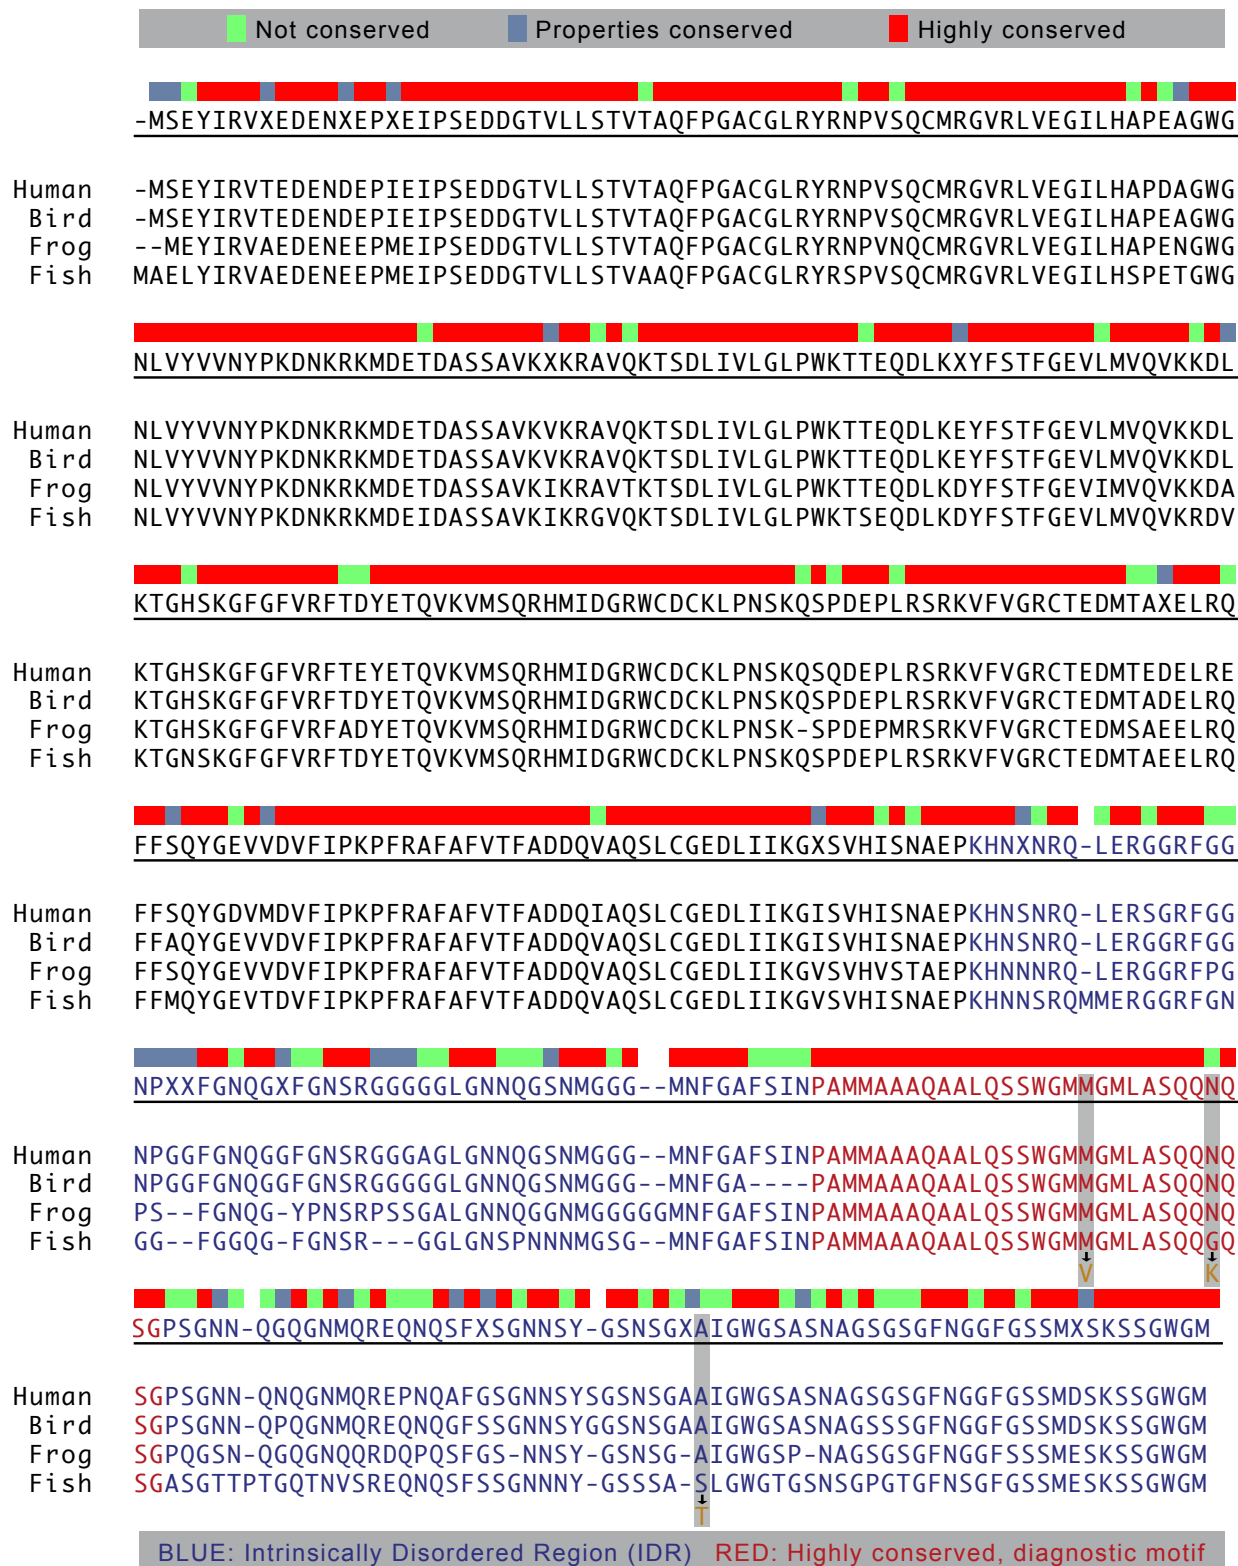 Not conserved Properties conserved Highly conserved
-MSEYIRVXEDENXEPXEIPSEDDGTVLLSTVTAQFPGACGLRYRNPVSQCMRGVRLVEGILHAPEAGWG
Human -MSEYIRVTEDENDEPIEIPSEDDGTVLLSTVTAQFPGACGLRYRNPVSQCMRGVRLVEGILHAPDAGWG
Bird -MSEYIRVTEDENDEPIEIPSEDDGTVLLSTVTAQFPGACGLRYRNPVSQCMRGVRLVEGILHAPEAGWG
Frog --MEYIRVAEDENEEPMEIPSEDDGTVLLSTVTAQFPGACGLRYRNPVNQCMRGVRLVEGILHAPENGWG
Fish MAELYIRVAEDENEEPMEIPSEDDGTVLLSTVAAQFPGACGLRYRSPVSQCMRGVRLVEGILHSPETGWG
NLVYVVNYPKDNKRKMDETDASSAVKXKRAVQKTSDLIVLGLPWKTTEQDLKXYFSTFGEVLMVQVKKDL
Human NLVYVVNYPKDNKRKMDETDASSAVKVKRAVQKTSDLIVLGLPWKTTEQDLKEYFSTFGEVLMVQVKKDL
Bird NLVYVVNYPKDNKRKMDETDASSAVKVKRAVQKTSDLIVLGLPWKTTEQDLKEYFSTFGEVLMVQVKKDL
Frog NLVYVVNYPKDNKRKMDETDASSAVKIKRAVTKTSDLIVLGLPWKTTEQDLKDYFSTFGEVIMVQVKKDA
Fish NLVYVVNYPKDNKRKMDEIDASSAVKIKRGVQKTSDLIVLGLPWKTSEQDLKDYFSTFGEVLMVQVKRDV
KTGHSKGFGFVRFTDYETQVKVMSQRHMIDGRWCDCKLPNSKQSPDEPLRSRKVFVGRCTEDMTAXELRQ
Human KTGHSKGFGFVRFTEYETQVKVMSQRHMIDGRWCDCKLPNSKQSQDEPLRSRKVFVGRCTEDMTEDELRE
Bird KTGHSKGFGFVRFTDYETQVKVMSQRHMIDGRWCDCKLPNSKQSPDEPLRSRKVFVGRCTEDMTADELRQ
Frog KTGHSKGFGFVRFADYETQVKVMSQRHMIDGRWCDCKLPNSK-SPDEPMRSRKVFVGRCTEDMSAEELRQ
Fish KTGNSKGFGFVRFTDYETQVKVMSQRHMIDGRWCDCKLPNSKQSPDEPLRSRKVFVGRCTEDMTAEELRQ
FFSQYGEVVDVFIPKPFRAFAFVTFADDQVAQSLCGEDLIIKGXSVHISNAEPKHNXNRQ-LERGGRFGG
Human FFSQYGDVMDVFIPKPFRAFAFVTFADDQIAQSLCGEDLIIKGISVHISNAEPKHNSNRQ-LERSGRFGG
Bird FFAQYGEVVDVFIPKPFRAFAFVTFADDQVAQSLCGEDLIIKGISVHISNAEPKHNSNRQ-LERGGRFGG
Frog FFSQYGEVVDVFIPKPFRAFAFVTFADDQVAQSLCGEDLIIKGVSVHVSTAEPKHNNNRQ-LERGGRFPG
Fish FFMQYGEVTDVFIPKPFRAFAFVTFADDQVAQSLCGEDLIIKGVSVHISNAEPKHNNSRQMMERGGRFGN
NPXXFGNQGXFGNSRGGGGGLGNNQGSNMGGG--MNFGAFSINPAMMAAAQAALQSSWGMMGMLASQQNQ
Human NPGGFGNQGGFGNSRGGGAGLGNNQGSNMGGG--MNFGAFSINPAMMAAAQAALQSSWGMMGMLASQQNQ
Bird NPGGFGNQGGFGNSRGGGGGLGNNQGSNMGGG--MNFGA----PAMMAAAQAALQSSWGMMGMLASQQNQ
Frog PS--FGNQG-YPNSRPSSGALGNNQGGNMGGGGGMNFGAFSINPAMMAAAQAALQSSWGMMGMLASQQNQ
Fish GG--FGGQG-FGNSR---GGLGNSPNNNMGSG--MNFGAFSINPAMMAAAQAALQSSWGMMGMLASQQGQ
V K
SGPSGNN-QGQGNMQREQNQSFXSGNNSY-GSNSGXAIGWGSASNAGSGSGFNGGFGSSMXSKSSGWGM
Human SGPSGNN-QNQGNMQREPNQAFGSGNNSYSGSNSGAAIGWGSASNAGSGSGFNGGFGSSMDSKSSGWGM
Bird SGPSGNN-QPQGNMQREQNQGFSSGNNSYGGSNSGAAIGWGSASNAGSSSGFNGGFGSSMDSKSSGWGM
Frog SGPQGSN-QGQGNQQRDQPQSFGS-NNSY-GSNSG-AIGWGSP-NAGSGSGFNGGFSSSMESKSSGWGM
Fish SGASGTTPTGQTNVSREQNQSFSSGNNNY-GSSSA-SLGWGTGSNSGPGTGFNSGFGSSMESKSSGWGM
T
BLUE: Intrinsically Disordered Region (IDR) RED: Highly conserved, diagnostic motif